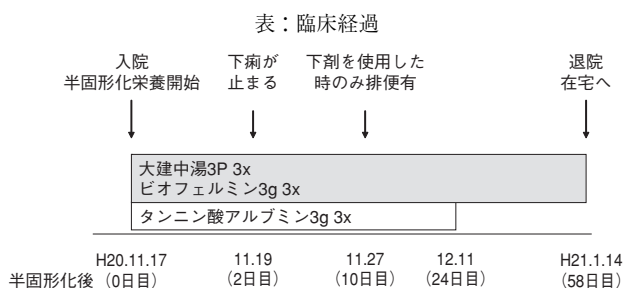 表：臨床経過
入院
半固形化栄養開始
下痢が
止まる
下剤を使用した
時のみ排便有
退院
在宅へ
大建中湯3P 3x
ビオフェルミン3g 3x
タンニン酸アルブミン3g 3x
H20.11.17 11.19 11.27 12.11 H21.1.14
半固形化後 （0日目） （2日目） （10日目） （24日目） （58日目）